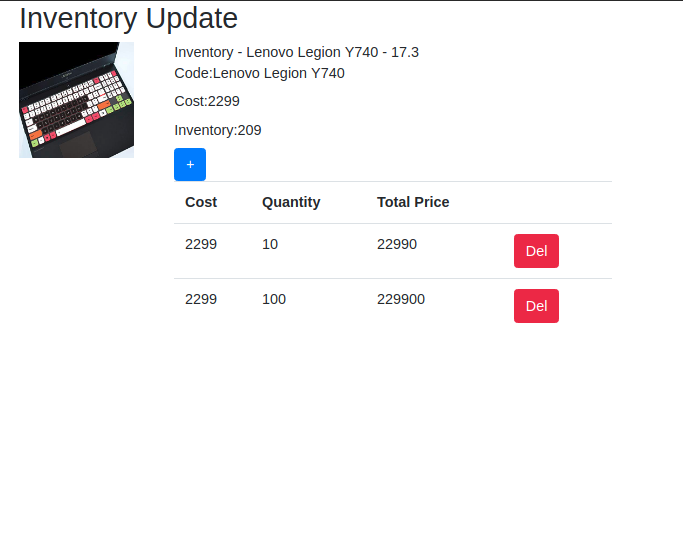 Inventory Update
Inventory - Lenovo Legion Y740 - 17.3
Code:Lenovo Legion Y740
Cost:2299
Inventory:209
+
Cost Quantity Total Price
2299 10 22990 Del
2299 100 229900 Del